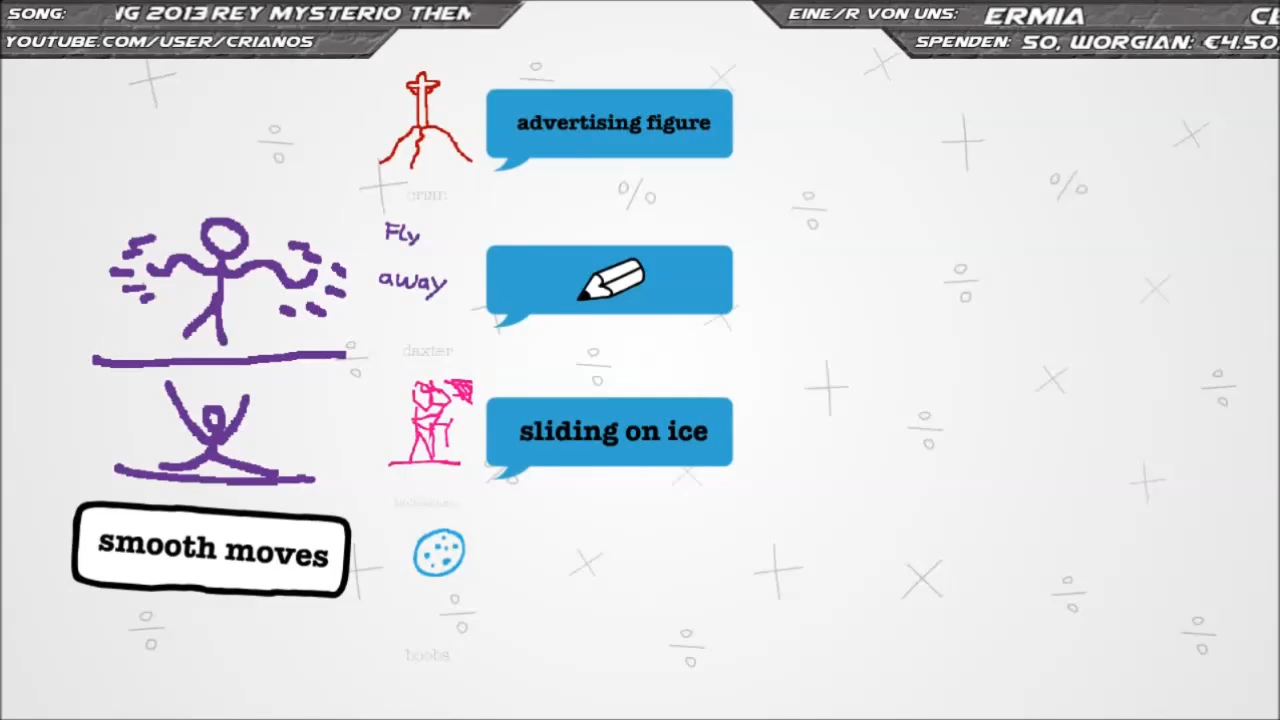 SONG: NG 2013 REY MYSTERIO THEM
YOUTUBE.COM/USER/CRIANOS
EINE/R VON UNS: ERMIA CE
SPENDEN: SO, WORGIAN: €4.50
advertising figure
crian
Fly
away
daxter
sliding on ice
smooth moves
boobs